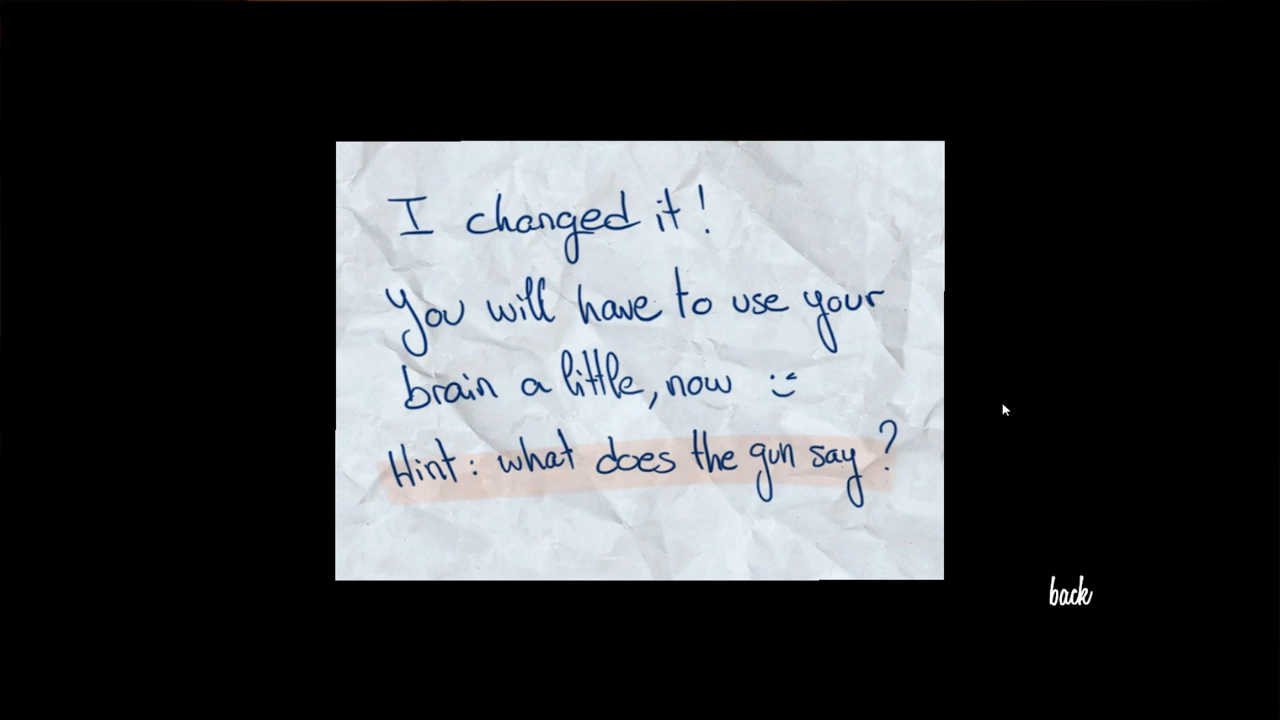 I changed it!
You will have to use your
brain a little, now :)
Hint: what does the gun say?
back